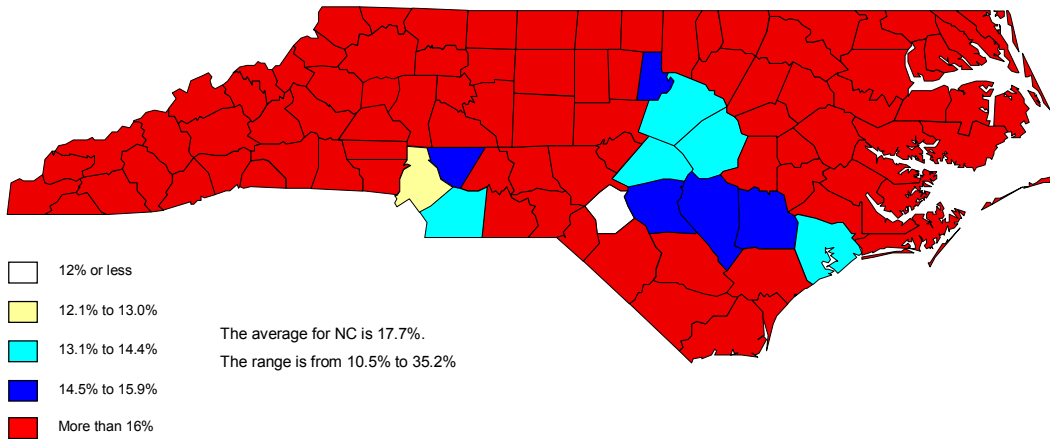 12% or less
12.1% to 13.0%
13.1% to 14.4%
14.5% to 15.9%
More than 16%
The average for NC is 17.7%.
The range is from 10.5% to 35.2%